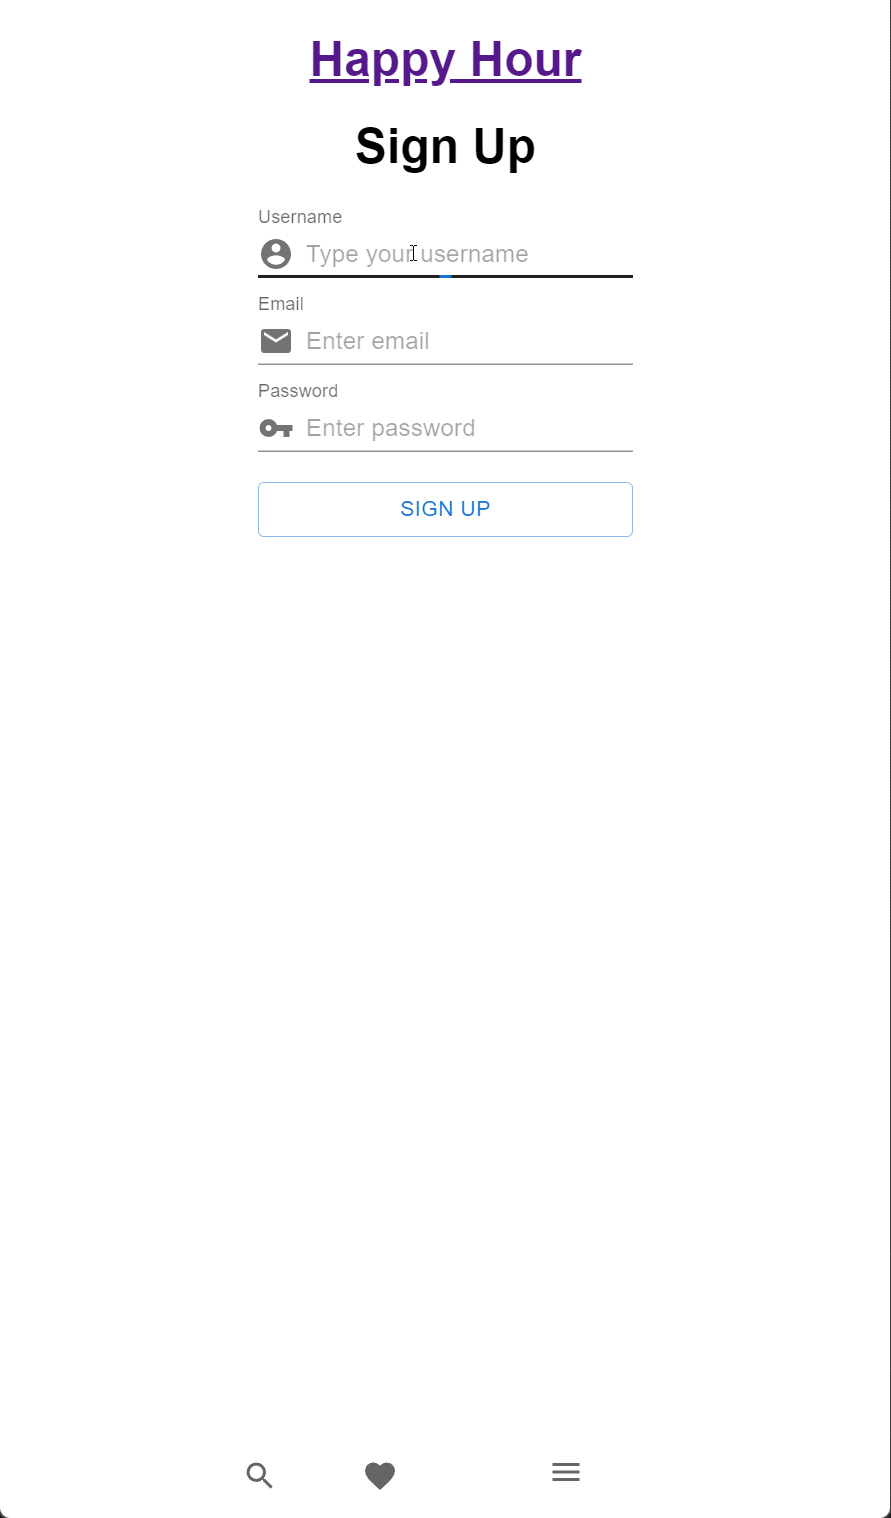 Happy Hour
Sign Up
Username
Type your username
Email
Enter email
Password
Enter password
SIGN UP